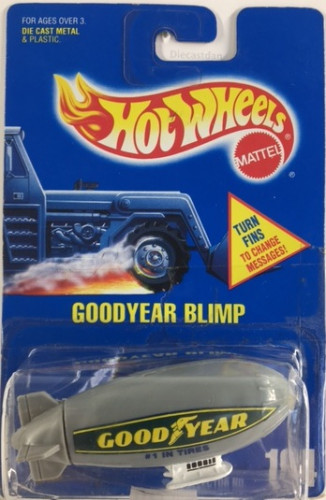 FOR AGES OVER 3.
DIE CAST METAL
& PLASTIC.
Diecastdan
Hot Wheels
MATTEL
TURN
FINS
TO CHANGE
MESSAGES!
GOODYEAR BLIMP
GOODYEAR
#1 IN TIRES